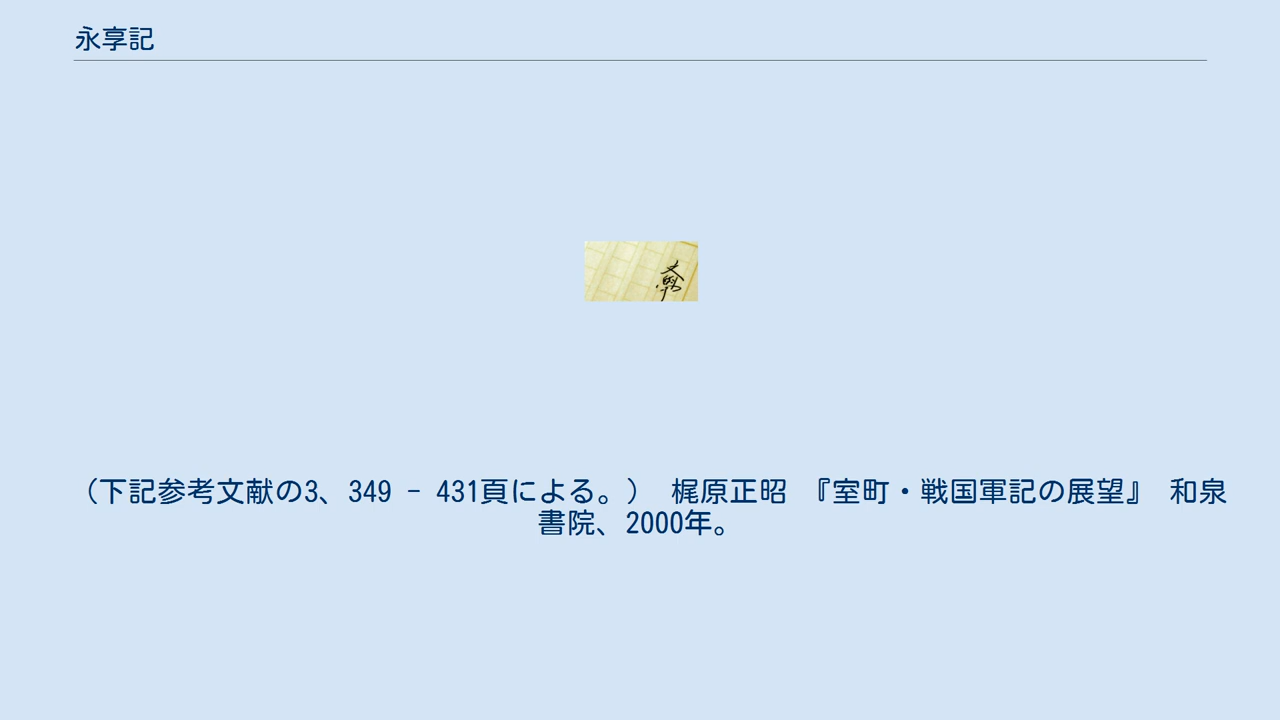 永享記
（下記参考文献の3、349 - 431頁による。） 梶原正昭 『室町・戦国軍記の展望』 和泉
書院、2000年。